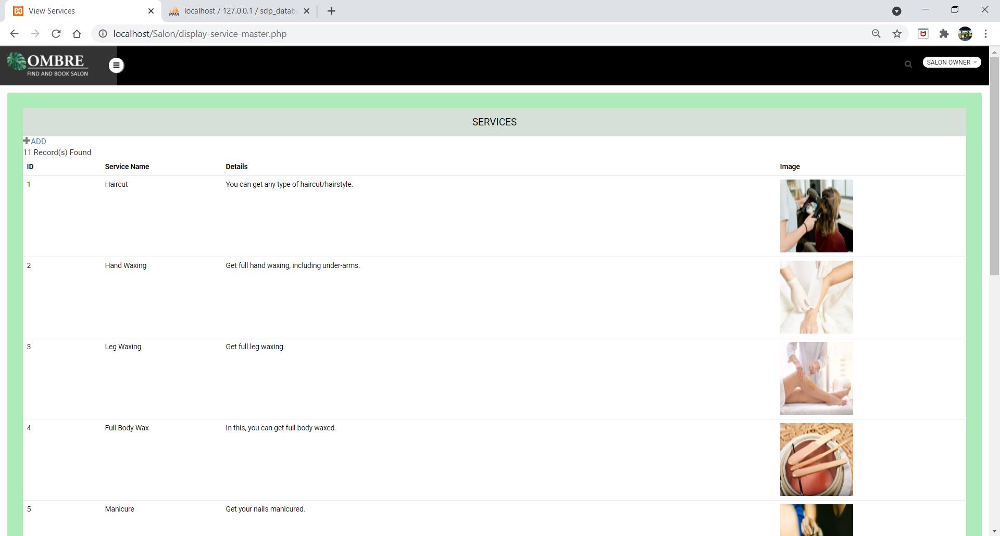 View Services
localhost / 127.0.0.1 / sdp_datab
localhost/Salon/display-service-master.php
OMBRE
FIND AND BOOK SALON
SALON OWNER
SERVICES
ADD
11 Record(s) Found
ID Service Name Details Image
1 Haircut You can get any type of haircut/hairstyle.
2 Hand Waxing Get full hand waxing, including under-arms.
3 Leg Waxing Get full leg waxing.
4 Full Body Wax In this, you can get full body waxed.
5 Manicure Get your nails manicured.